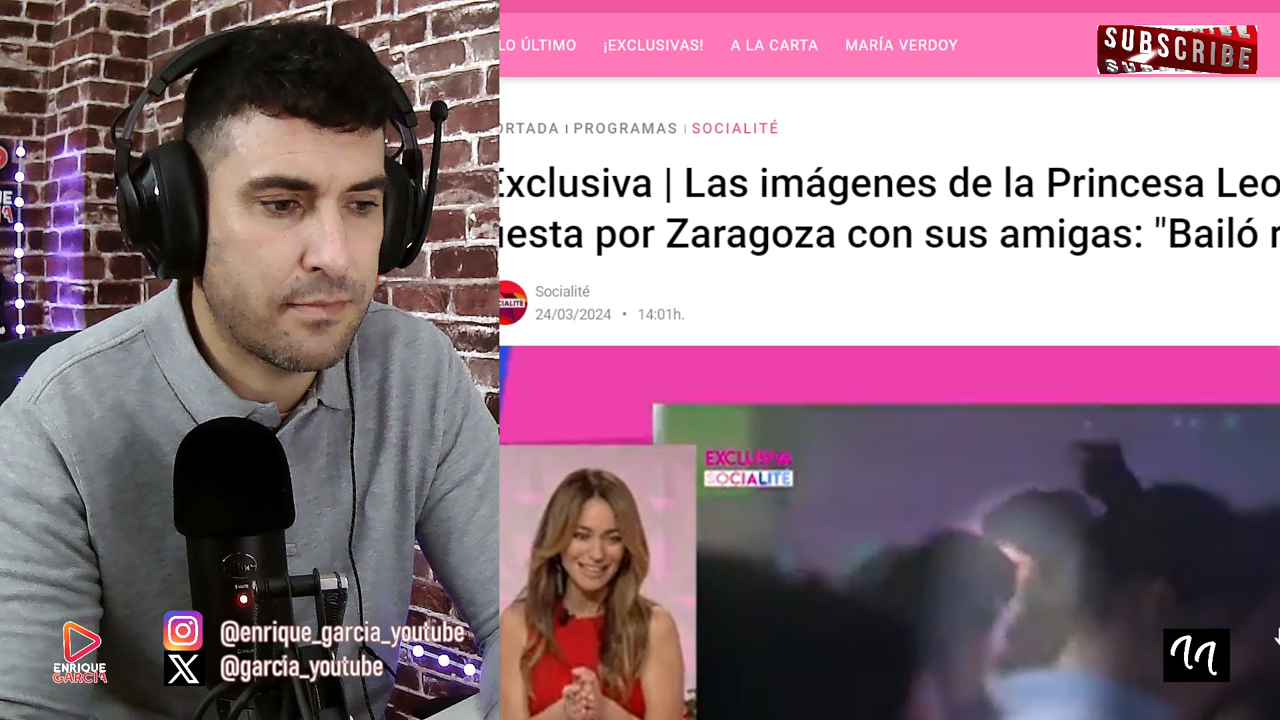 LO ÚLTIMO ¡EXCLUSIVAS! A LA CARTA MARÍA VERDOY
SUBSCRIBE
ORTADA | PROGRAMAS | SOCIALITÉ
Exclusiva | Las imágenes de la Princesa Leo
iesta por Zaragoza con sus amigas: "Bailó
Socialité
24/03/2024 • 14:01h.
EXCLUSIVA
SOCIALITÉ
@enrique_garcia_youtube
@garcia_youtube
ENRIQUE
GARCIA